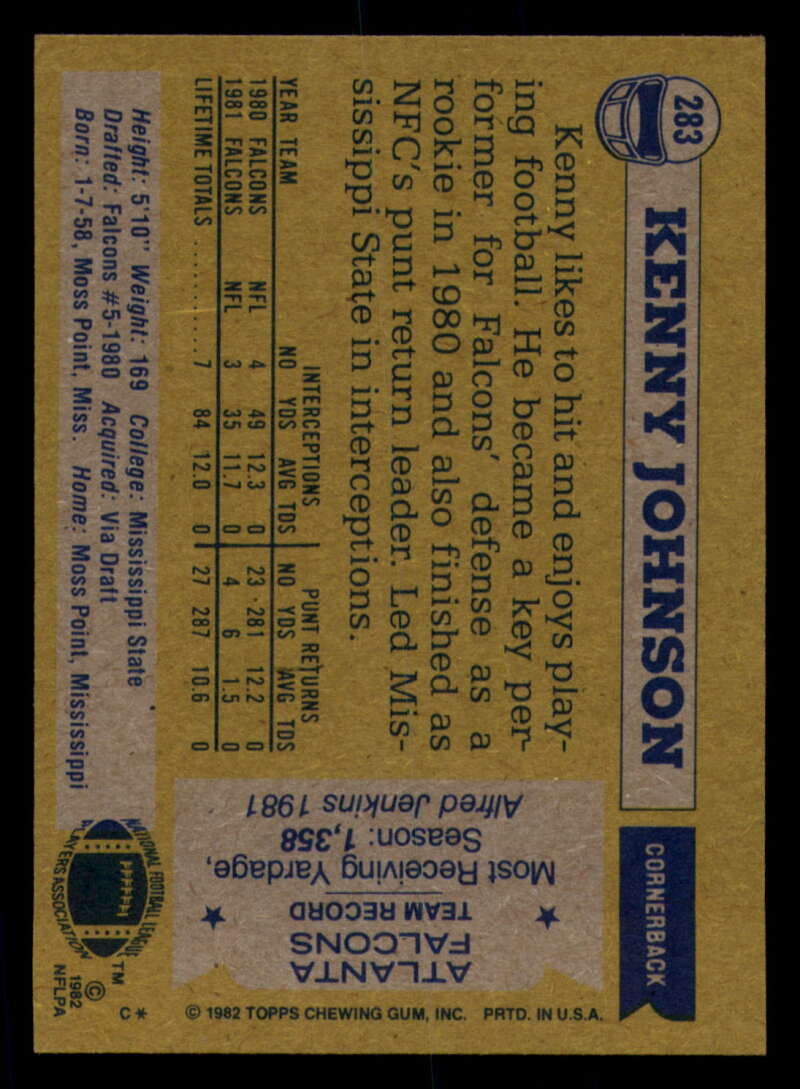 283
KENNY JOHNSON
CORNERBACK
Kenny likes to hit and enjoys play-
ing football. He became a key per-
former for Falcons' defense as a
rookie in 1980 and also finished as
NFC's punt return leader. Led Mis-
sissippi State in interceptions.
INTERCEPTIONS PUNT RETURNS
YEAR TEAM NO YDS AVG TDS NO YDS AVG TDS
1980 FALCONS NFL 4 49 12.3 0 23 281 12.2 0
1981 FALCONS NFL 3 35 11.7 0 4 6 1.5 0
LIFETIME TOTALS ......... 7 84 12.0 0 27 287 10.6 0
Height: 5'10" Weight: 169 College: Mississippi State
Drafted: Falcons #5-1980 Acquired: Via Draft
Born: 1-7-58, Moss Point, Miss. Home: Moss Point, Mississippi
ATLANTA
FALCONS
TEAM RECORD
Most Receiving Yardage,
Season: 1,358
Alfred Jenkins 1981
NATIONAL FOOTBALL LEAGUE
PLAYERS ASSOCIATION
TM
©
1982
NFLPA
C*
© 1982 TOPPS CHEWING GUM, INC. PRTD. IN U.S.A.